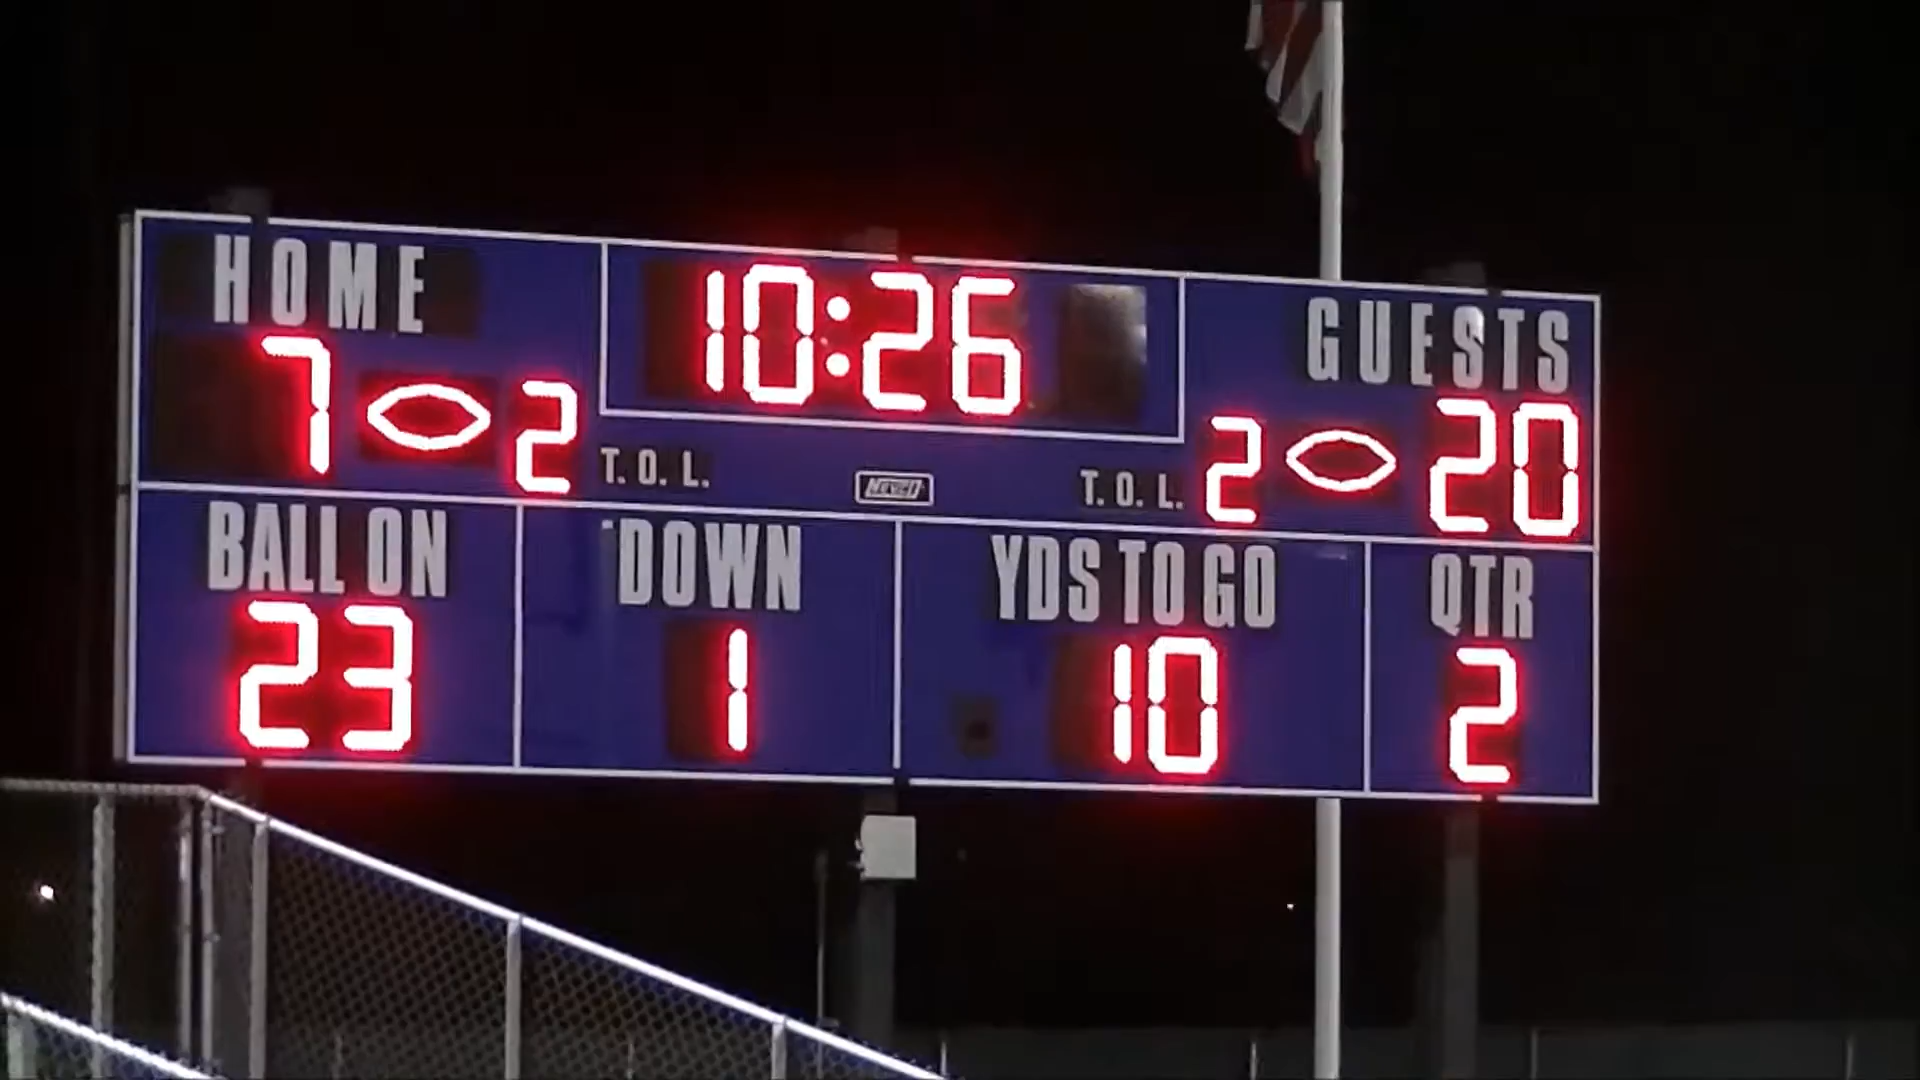 HOME
10:26
GUESTS
7 2 T.O.L.
T.O.L. 2 20
NEVCO
BALL ON
DOWN
YDS TO GO
QTR
23
1
10
2